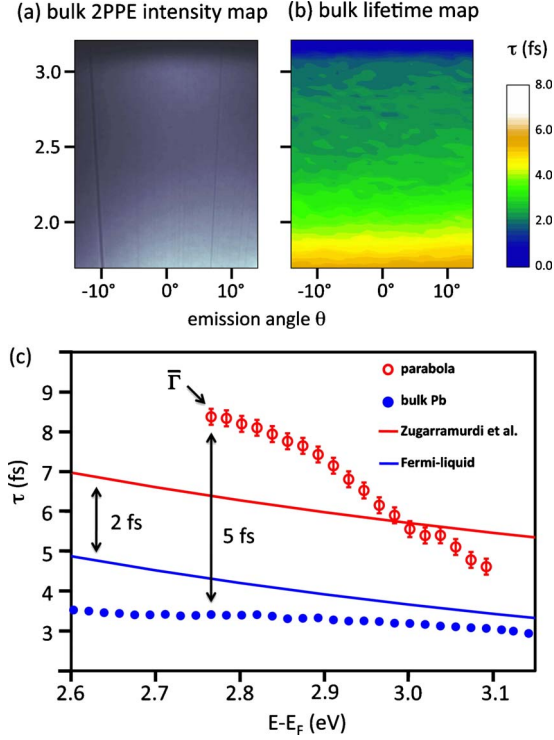 (a) bulk 2PPE intensity map
(b) bulk lifetime map
τ (fs)
3.0
2.5
2.0
8.0
6.0
4.0
2.0
0.0
-10° 0° 10°
-10° 0° 10°
emission angle θ
(c)
Γ̅
parabola
bulk Pb
Zugarramurdi et al.
Fermi-liquid
2 fs
5 fs
τ (fs)
9
8
7
6
5
4
3
2.6 2.7 2.8 2.9 3.0 3.1
E-E_F (eV)